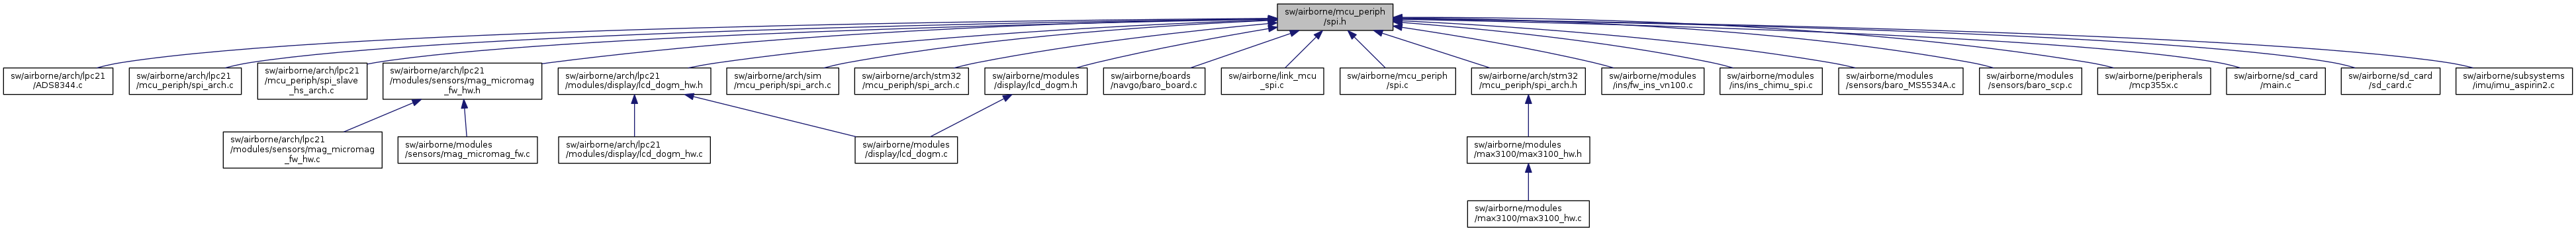 sw/airborne/mcu_periph
/spi.h
sw/airborne/arch/lpc21
/ADS8344.c
sw/airborne/arch/lpc21
/mcu_periph/spi_arch.c
sw/airborne/arch/lpc21
/mcu_periph/spi_slave
_hs_arch.c
sw/airborne/arch/lpc21
/modules/sensors/mag_micromag
_fw_hw.h
sw/airborne/arch/lpc21
/modules/display/lcd_dogm_hw.h
sw/airborne/arch/sim
/mcu_periph/spi_arch.c
sw/airborne/arch/stm32
/mcu_periph/spi_arch.c
sw/airborne/modules
/display/lcd_dogm.h
sw/airborne/boards
/navgo/baro_board.c
sw/airborne/link_mcu
_spi.c
sw/airborne/mcu_periph
/spi.c
sw/airborne/arch/stm32
/mcu_periph/spi_arch.h
sw/airborne/modules
/ins/fw_ins_vn100.c
sw/airborne/modules
/ins/ins_chimu_spi.c
sw/airborne/modules
/sensors/baro_MS5534A.c
sw/airborne/modules
/sensors/baro_scp.c
sw/airborne/peripherals
/mcp355x.c
sw/airborne/sd_card
/main.c
sw/airborne/sd_card
/sd_card.c
sw/airborne/subsystems
/imu/imu_aspirin2.c
sw/airborne/arch/lpc21
/modules/sensors/mag_micromag
_fw_hw.c
sw/airborne/modules
/sensors/mag_micromag_fw.c
sw/airborne/arch/lpc21
/modules/display/lcd_dogm_hw.c
sw/airborne/modules
/display/lcd_dogm.c
sw/airborne/modules
/max3100/max3100_hw.h
sw/airborne/modules
/max3100/max3100_hw.c